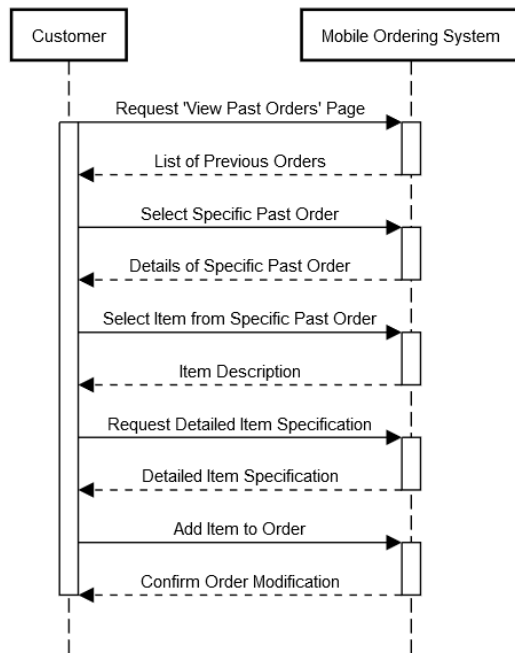 Customer
Mobile Ordering System
Request 'View Past Orders' Page
List of Previous Orders
Select Specific Past Order
Details of Specific Past Order
Select Item from Specific Past Order
Item Description
Request Detailed Item Specification
Detailed Item Specification
Add Item to Order
Confirm Order Modification